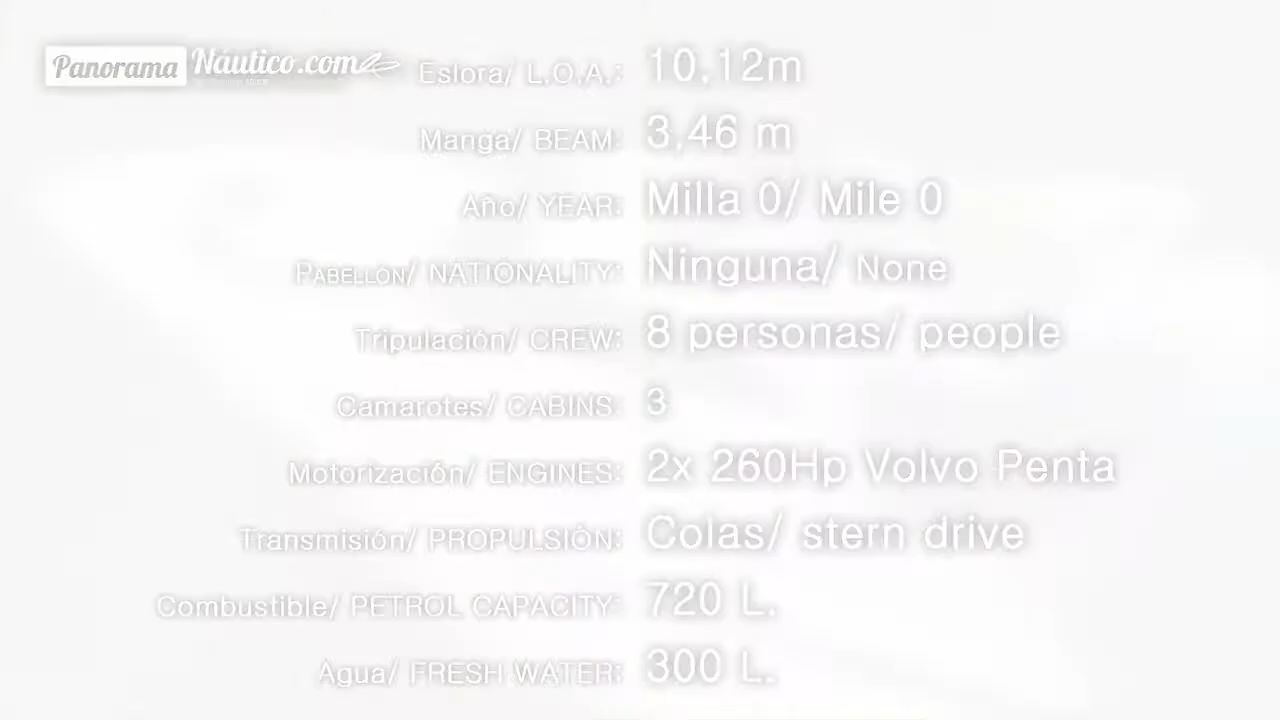 Panorama Náutico.com
Eslora/ L.O.A.: 10,12m
Manga/ BEAM: 3,46 m
Año/ YEAR: Milla 0/ Mile 0
PABELLÓN/ NATIONALITY: Ninguna/ None
Tripulación/ CREW: 8 personas/ people
Camarotes/ CABINS: 3
Motorización/ ENGINES: 2x 260Hp Volvo Penta
Transmisión/ PROPULSIÓN: Colas/ stern drive
Combustible/ PETROL CAPACITY: 720 L.
Agua/ FRESH WATER: 300 L.